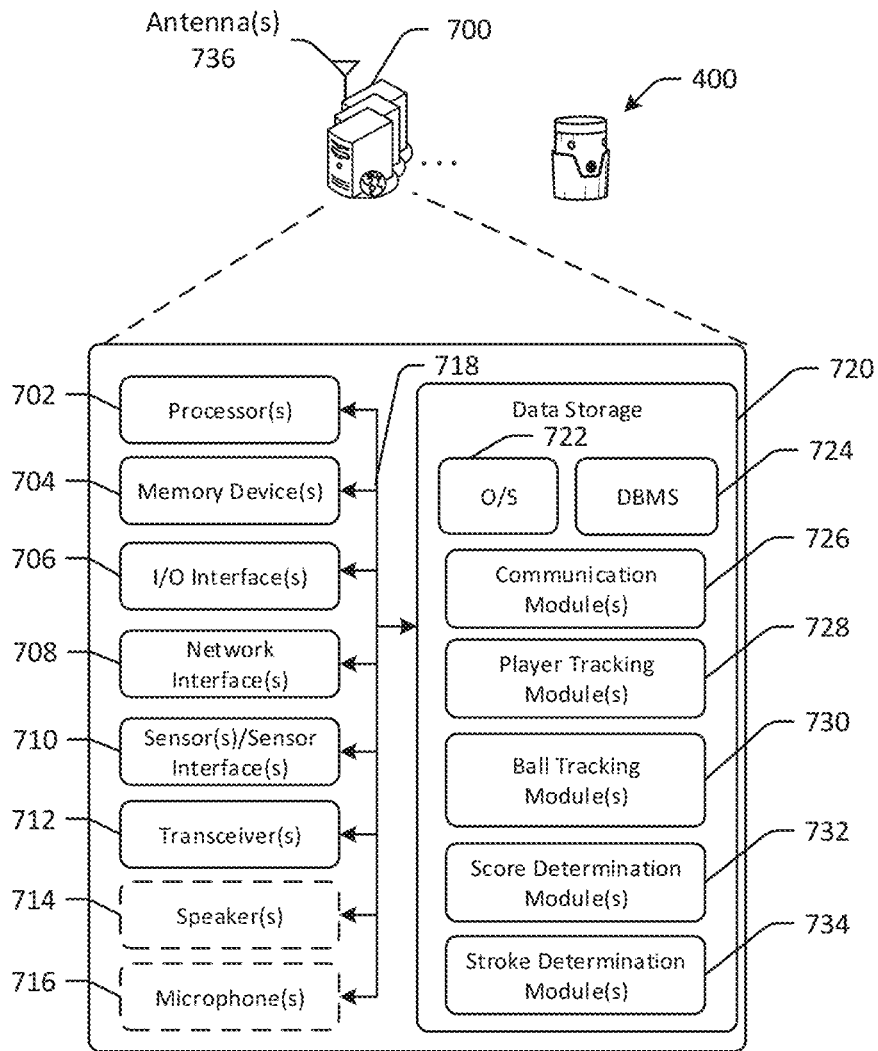 Antenna(s)
736
700
400
718
702
Processor(s)
704
Memory Device(s)
706
I/O Interface(s)
708
Network
Interface(s)
710
Sensor(s)/Sensor
Interface(s)
712
Transceiver(s)
714
Speaker(s)
716
Microphone(s)
720
Data Storage
722
O/S
724
DBMS
726
Communication
Module(s)
728
Player Tracking
Module(s)
730
Ball Tracking
Module(s)
732
Score Determination
Module(s)
734
Stroke Determination
Module(s)